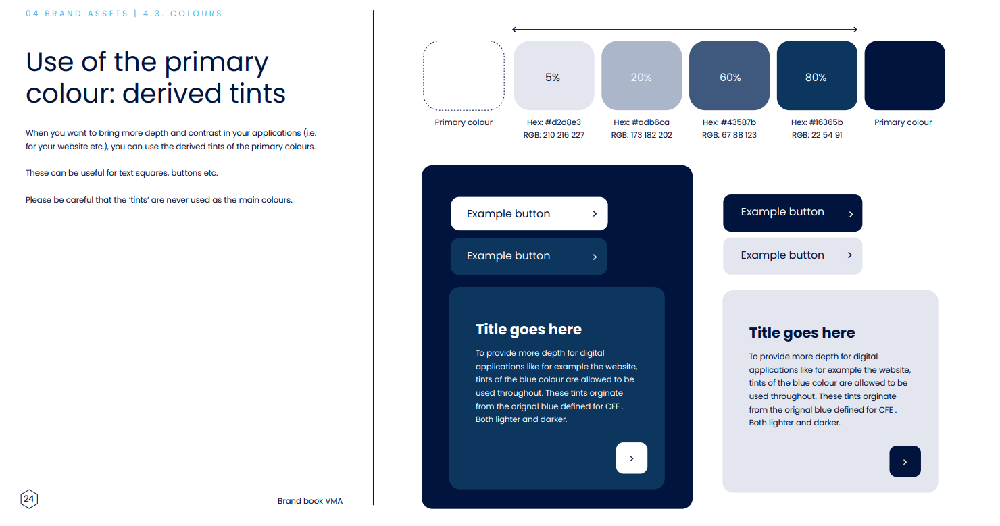 04 BRAND ASSETS | 4.3. COLOURS
Use of the primary
colour: derived tints
When you want to bring more depth and contrast in your applications (i.e.
for your website etc.), you can use the derived tints of the primary colours.
These can be useful for text squares, buttons etc.
Please be careful that the ‘tints’ are never used as the main colours.
24
Brand book VMA
5%
20%
60%
80%
Primary colour
Hex: #d2d8e3
RGB: 210 216 227
Hex: #adb6ca
RGB: 173 182 202
Hex: #43587b
RGB: 67 88 123
Hex: #16365b
RGB: 22 54 91
Primary colour
Example button >
Example button >
Title goes here
To provide more depth for digital
applications like for example the website,
tints of the blue colour are allowed to be
used throughout. These tints orginate
from the orignal blue defined for CFE .
Both lighter and darker.
>
Example button >
Example button >
Title goes here
To provide more depth for digital
applications like for example the website,
tints of the blue colour are allowed to be
used throughout. These tints orginate
from the orignal blue defined for CFE .
Both lighter and darker.
>